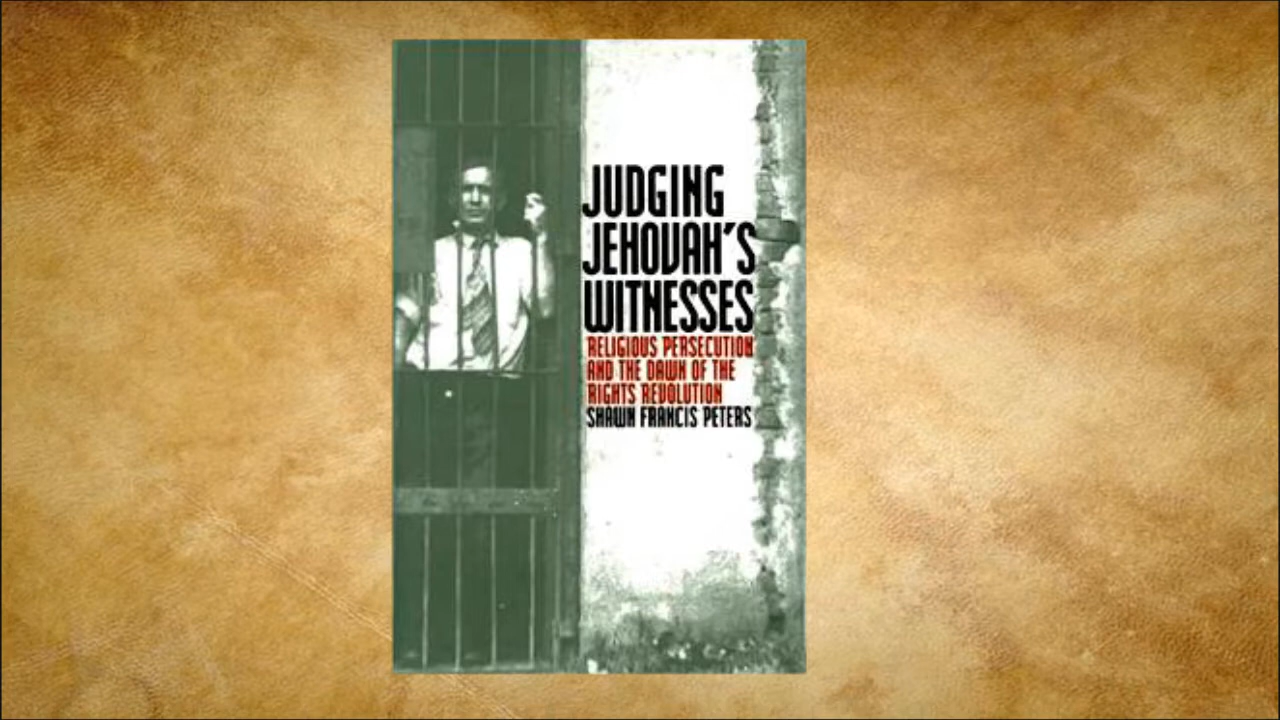 JUDGING
JEHOVAH'S
WITNESSES
RELIGIOUS PERSECUTION
AND THE DAWN OF THE
RIGHTS REVOLUTION
SHAWN FRANCIS PETERS